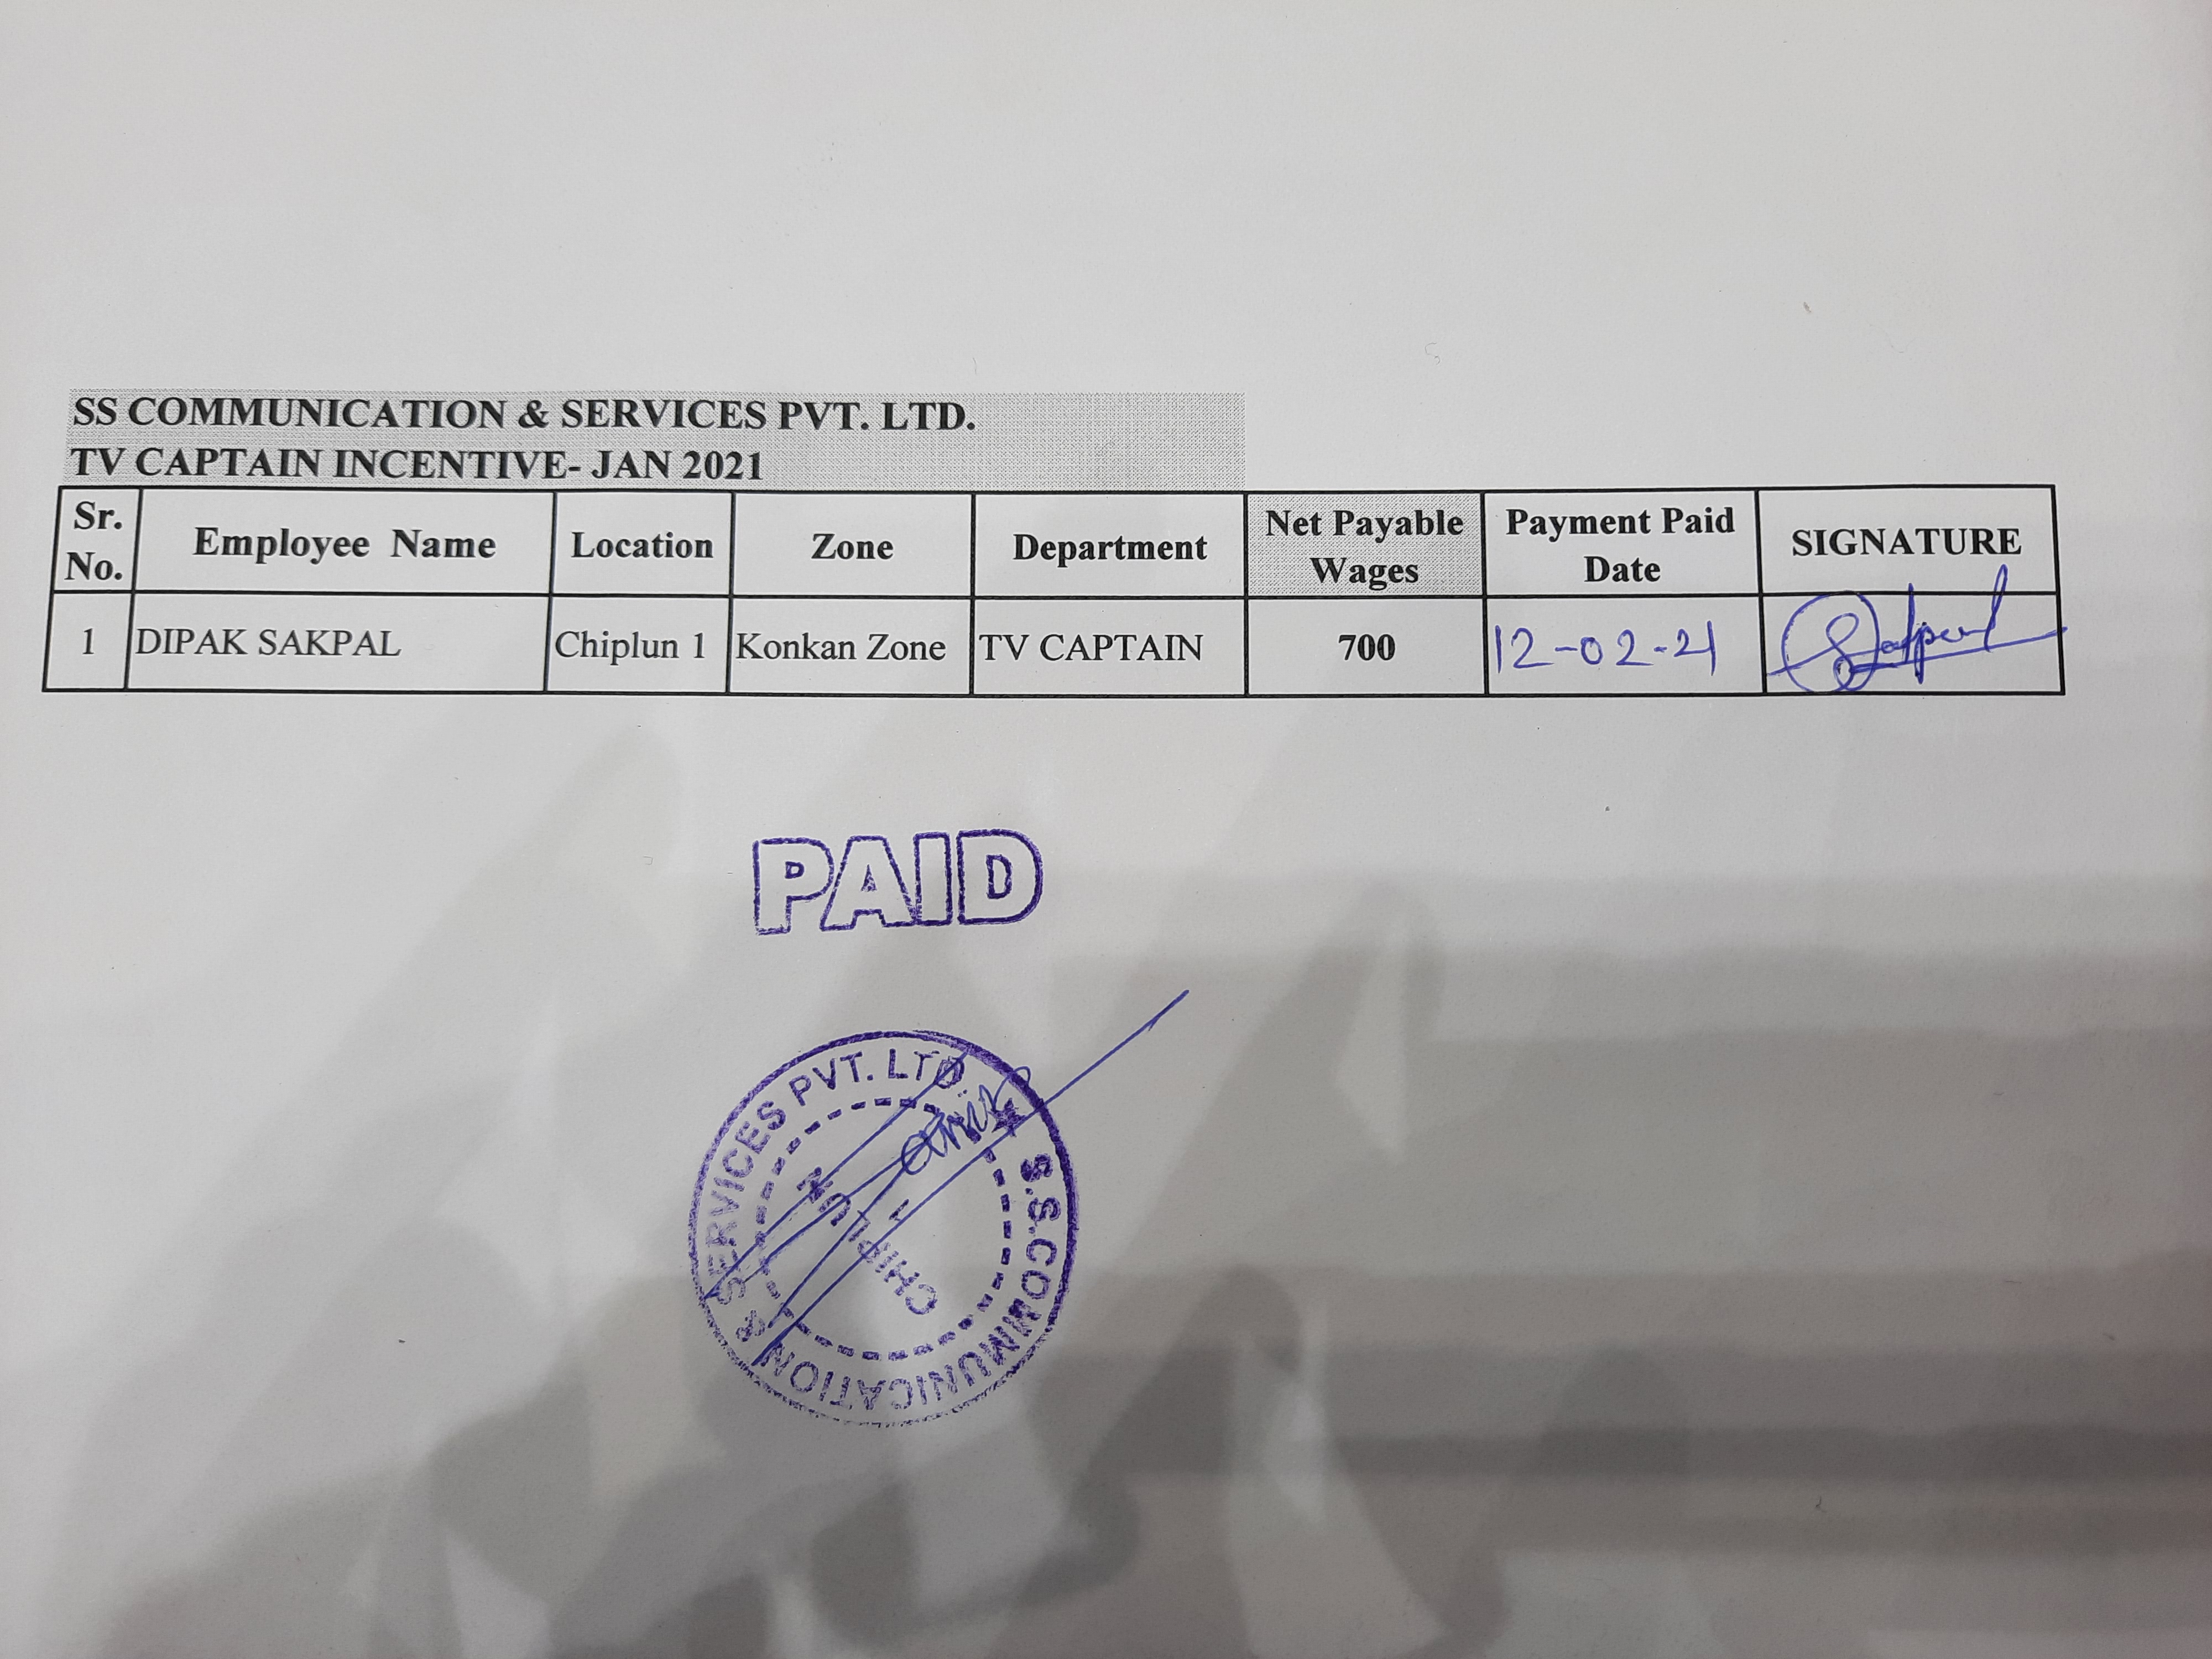 SS COMMUNICATION & SERVICES PVT. LTD.
TV CAPTAIN INCENTIVE- JAN 2021
Sr. No. Employee Name Location Zone Department Net Payable Wages Payment Paid Date SIGNATURE
1 DIPAK SAKPAL Chiplun 1 Konkan Zone TV CAPTAIN 700 12-02-21
PAID
S.S.COMMUNICATION & SERVICES PVT. LTD
CHIPLUN